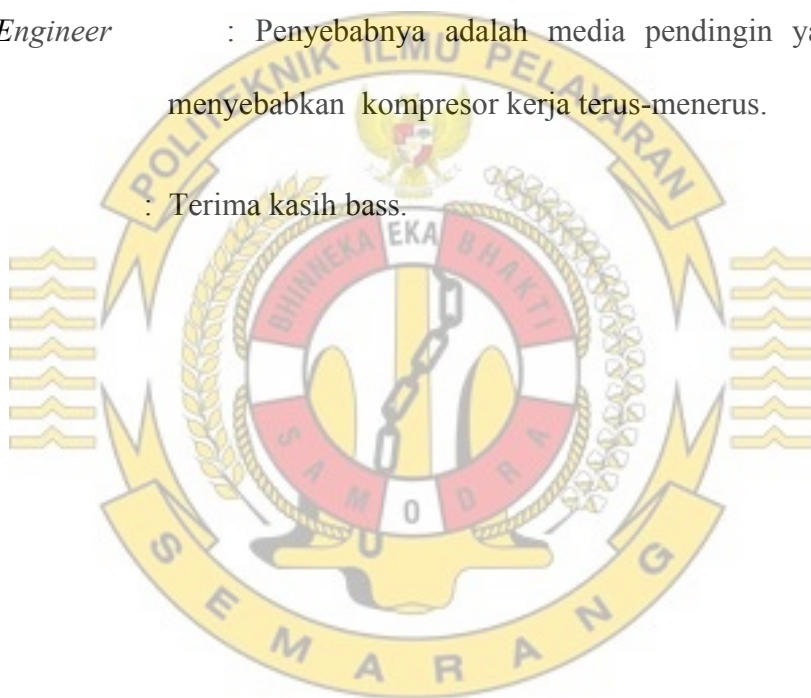 Engineer : Penyebabnya adalah media pendingin
menyebabkan kompresor kerja terus-menerus.
: Terima kasih bass.
POLITEKNIK ILMU PELAYARAN
BHINNEKA EKA BHAKTI
SAMODRA
SEMARANG